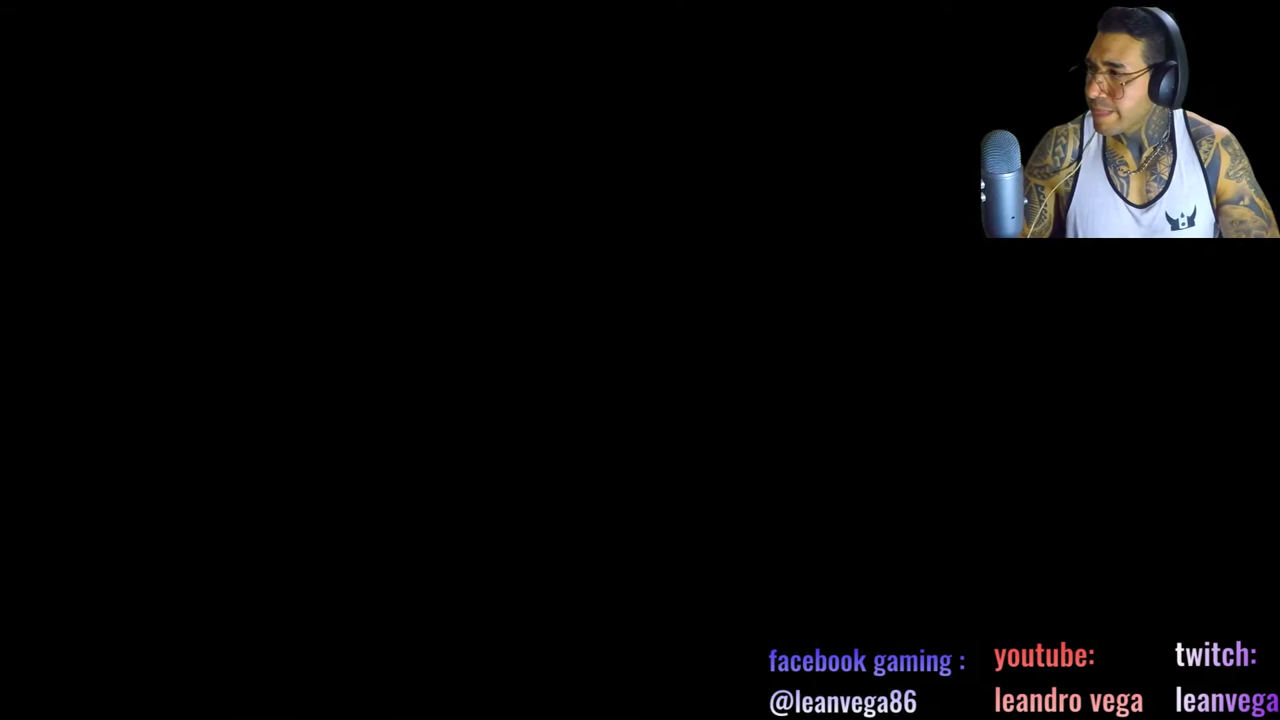 facebook gaming :
@leanvega86
youtube:
leandro vega
twitch:
leanvega